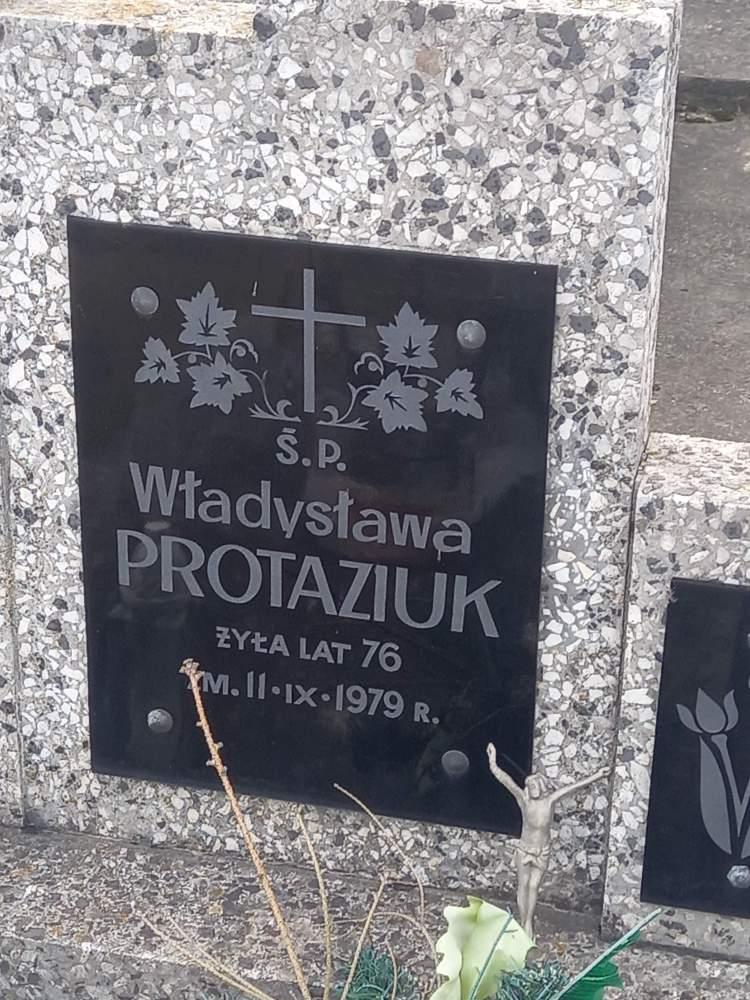 Ś.P.
Władysława
PROTAZIUK
ŻYŁA LAT 76
ZM. 11·IX·1979 R.